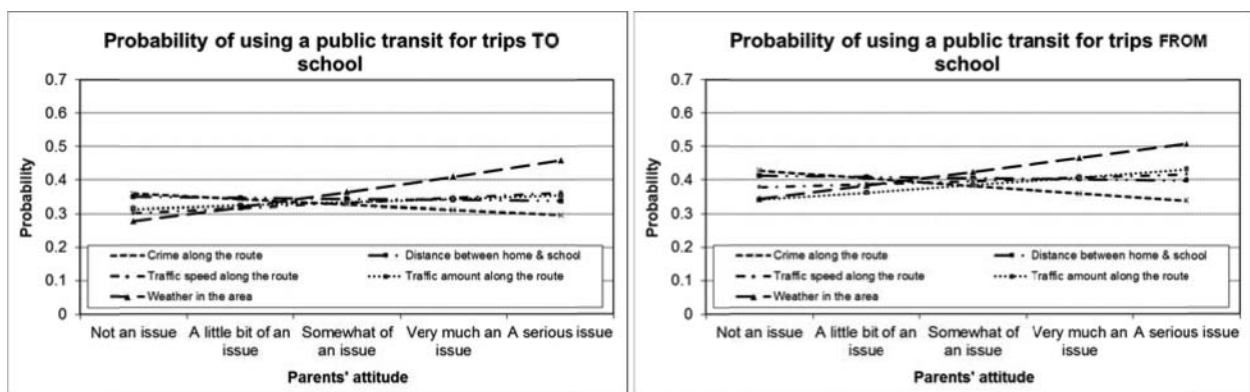 Probability of using a public transit for trips TO
school
0.7
0.6
0.5
0.4
0.3
0.2
0.1
0
Probability
Crime along the route
Distance between home & school
Traffic speed along the route
Traffic amount along the route
Weather in the area
Not an issue
A little bit of an
issue
Somewhat of
an issue
Very much an
issue
A serious issue
Parents' attitude
Probability of using a public transit for trips FROM
school
0.7
0.6
0.5
0.4
0.3
0.2
0.1
0
Probability
Crime along the route
Distance between home & school
Traffic speed along the route
Traffic amount along the route
Weather in the area
Not an issue
A little bit of an
issue
Somewhat of
an issue
Very much an
issue
A serious issue
Parents' attitude